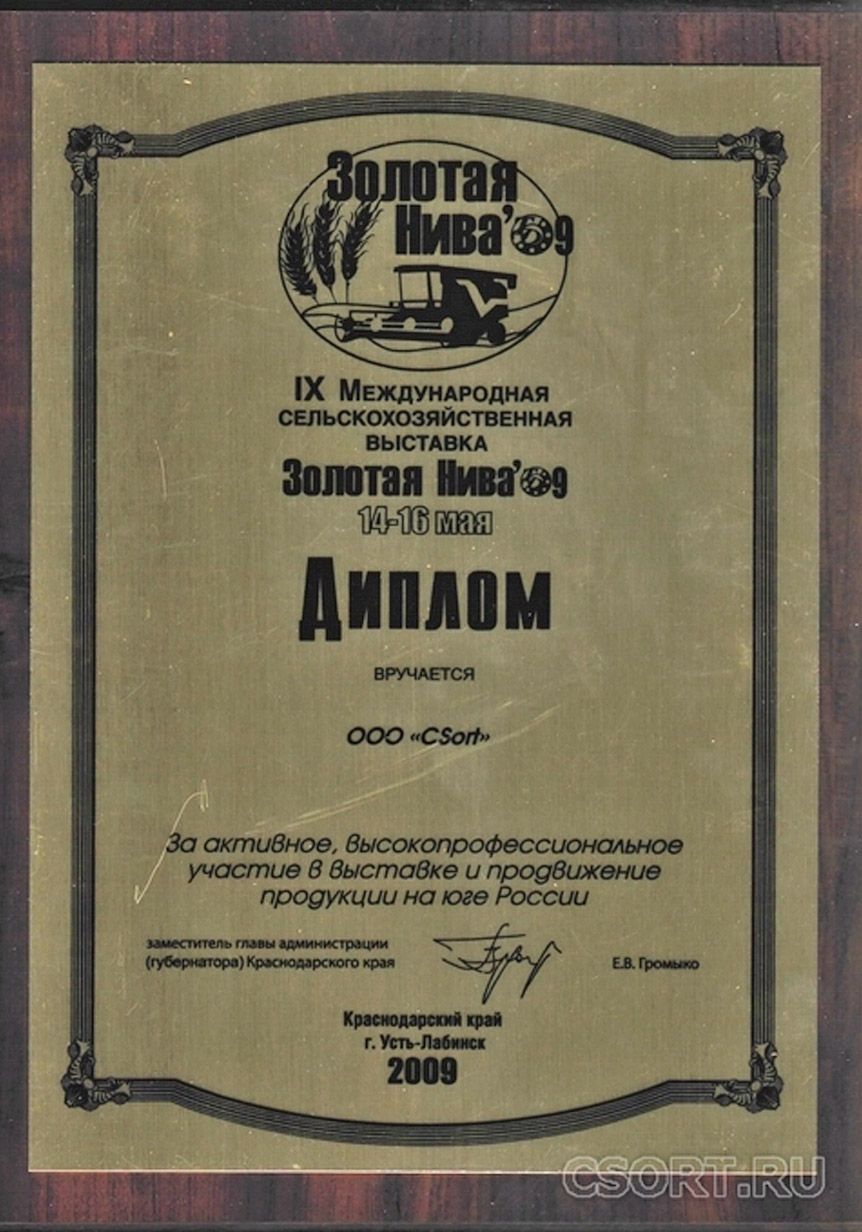 Золотая
Нива'09
IX Международная
сельскохозяйственная
выставка
Золотая Нива'09
14-16 мая
Диплом
вручается
ООО «CSort»
За активное, высокопрофессиональное
участие в выставке и продвижение
продукции на юге России
заместитель главы администрации
(губернатора) Краснодарского края
Е.В. Громыко
Краснодарский край
г. Усть-Лабинск
2009
CSORT.RU